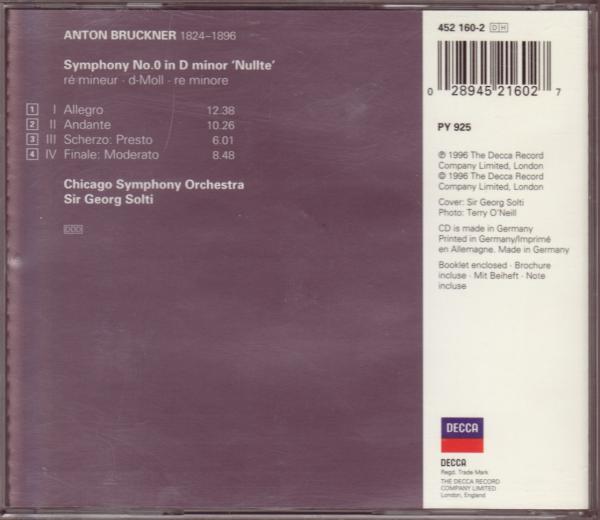 ANTON BRUCKNER 1824–1896
Symphony No.0 in D minor ‘Nullte’
ré mineur · d-Moll · re minore
1 I Allegro 12.38
2 II Andante 10.26
3 III Scherzo: Presto 6.01
4 IV Finale: Moderato 8.48
Chicago Symphony Orchestra
Sir Georg Solti
DDD
452 160-2 DH
0 28945 21602 7
PY 925
℗ 1996 The Decca Record
Company Limited, London
© 1996 The Decca Record
Company Limited, London
Cover: Sir Georg Solti
Photo: Terry O'Neill
CD is made in Germany
Printed in Germany/Imprimé
en Allemagne. Made in Germany
Booklet enclosed · Brochure
incluse · Mit Beiheft · Note
incluse
DECCA
DECCA
Regd. Trade Mark
THE DECCA RECORD
COMPANY LIMITED
London, England